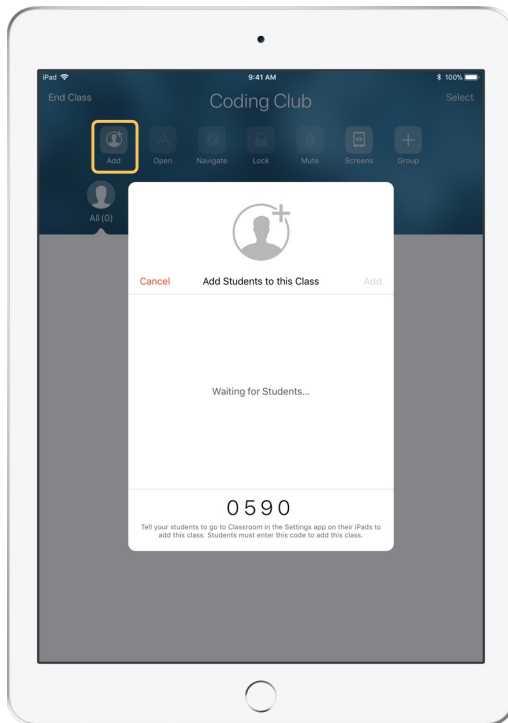 iPad 9:41 AM 100%
End Class Coding Club Select
Add Open Navigate Lock Mute Screens Group
All (0)
Cancel Add Students to this Class Add
Waiting for Students...
0590
Tell your students to go to Classroom in the Settings app on their iPads to
add this class. Students must enter this code to add this class.